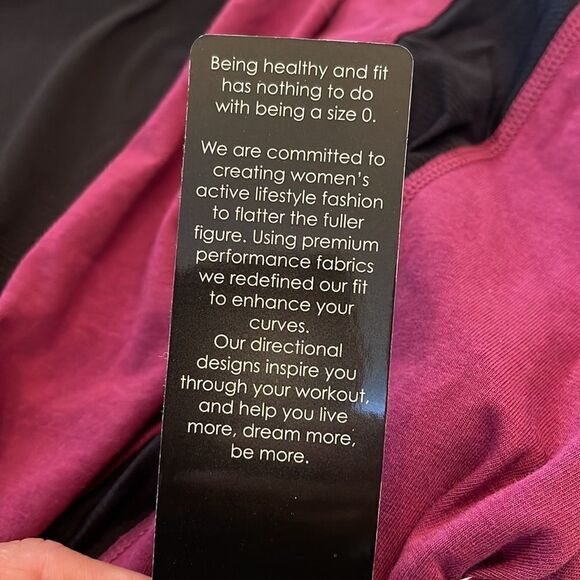 Being healthy and fit
has nothing to do
with being a size 0.
We are committed to
creating women's
active lifestyle fashion
to flatter the fuller
figure. Using premium
performance fabrics
we redefined our fit
to enhance your
curves.
Our directional
designs inspire you
through your workout,
and help you live
more, dream more,
be more.